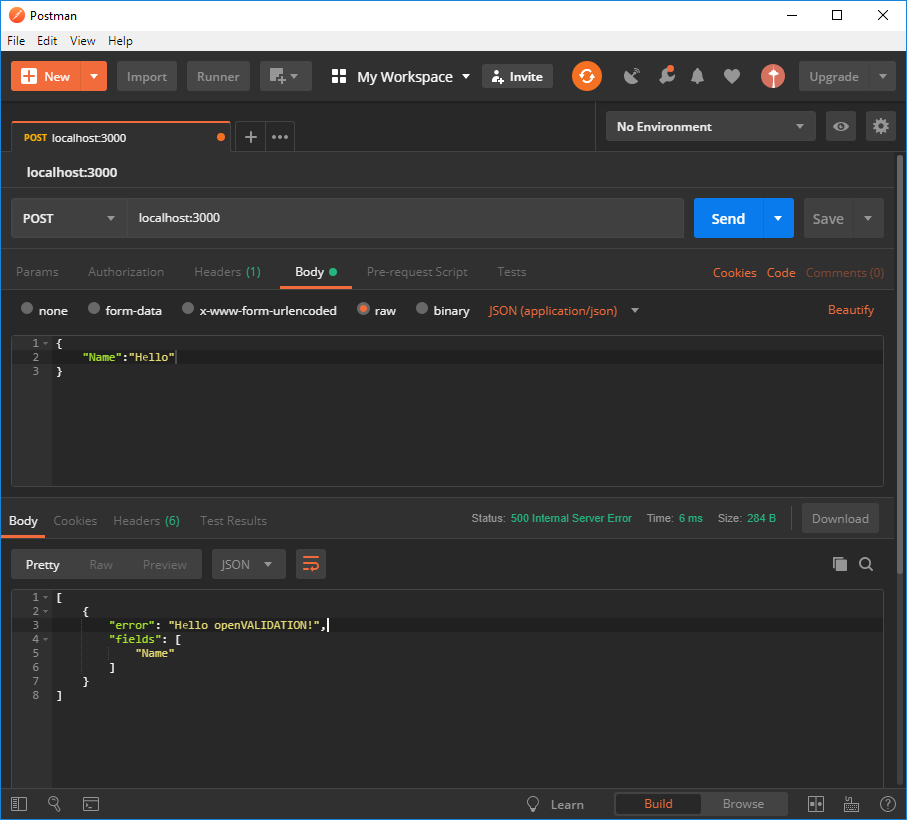 Postman
File Edit View Help
New Import Runner My Workspace Invite Upgrade
POST localhost:3000 No Environment
localhost:3000
POST localhost:3000 Send Save
Params Authorization Headers (1) Body Pre-request Script Tests Cookies Code Comments (0)
none form-data x-www-form-urlencoded raw binary JSON (application/json) Beautify
1 {
2 "Name":"Hello"
3 }
Body Cookies Headers (6) Test Results Status: 500 Internal Server Error Time: 6 ms Size: 284 B Download
Pretty Raw Preview JSON
1 [
2 {
3 "error": "Hello openVALIDATION!",
4 "fields": [
5 "Name"
6 ]
7 }
8 ]
Learn Build Browse ?